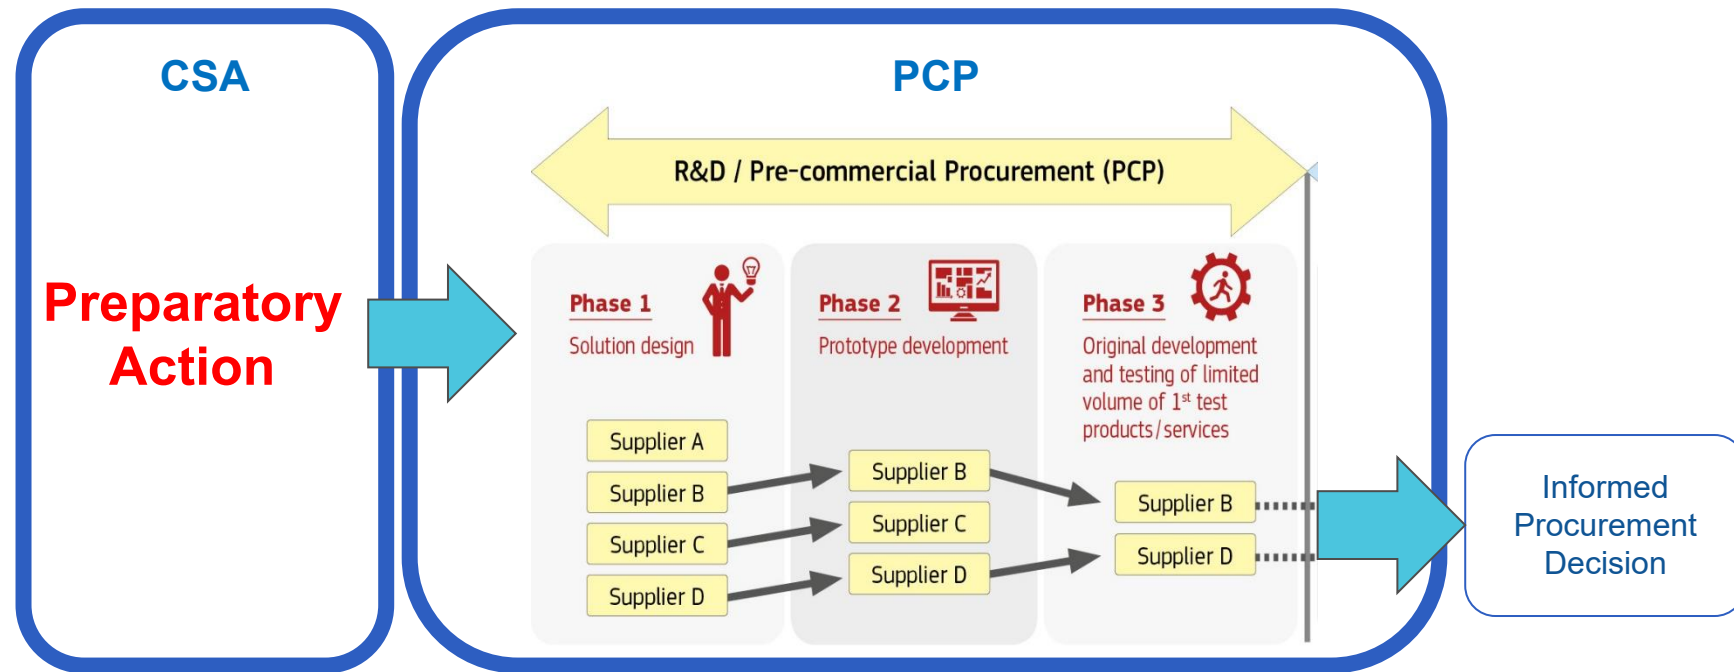 CSA
Preparatory
Action
PCP
R&D / Pre-commercial Procurement (PCP)
Phase 1
Solution design
Supplier A
Supplier B
Supplier C
Supplier D
Phase 2
Prototype development
Supplier B
Supplier C
Supplier D
Phase 3
Original development
and testing of limited
volume of 1st test
products/services
Supplier B
Supplier D
Informed
Procurement
Decision